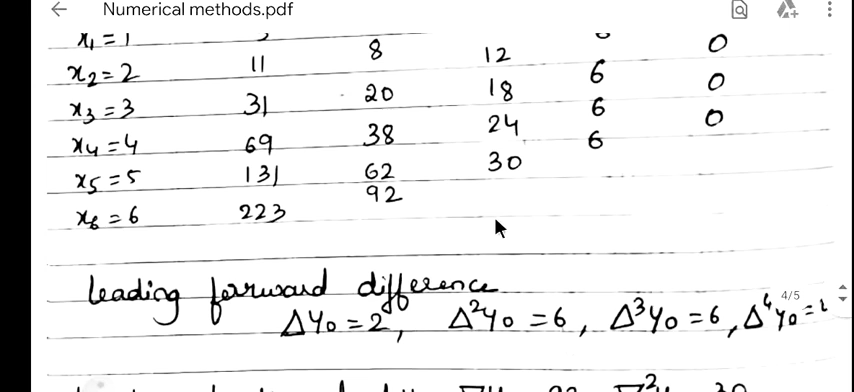 Numerical methods.pdf
x₁ = 1
8 12 0
x₂ = 2 11 6
20 18 0
x₃ = 3 31 6
38 24 0
x₄ = 4 69 6
62 30
x₅ = 5 131
92
x₆ = 6 223
leading forward difference
4/5
Δy₀ = 2, Δ²y₀ = 6, Δ³y₀ = 6, Δ⁴y₀ =